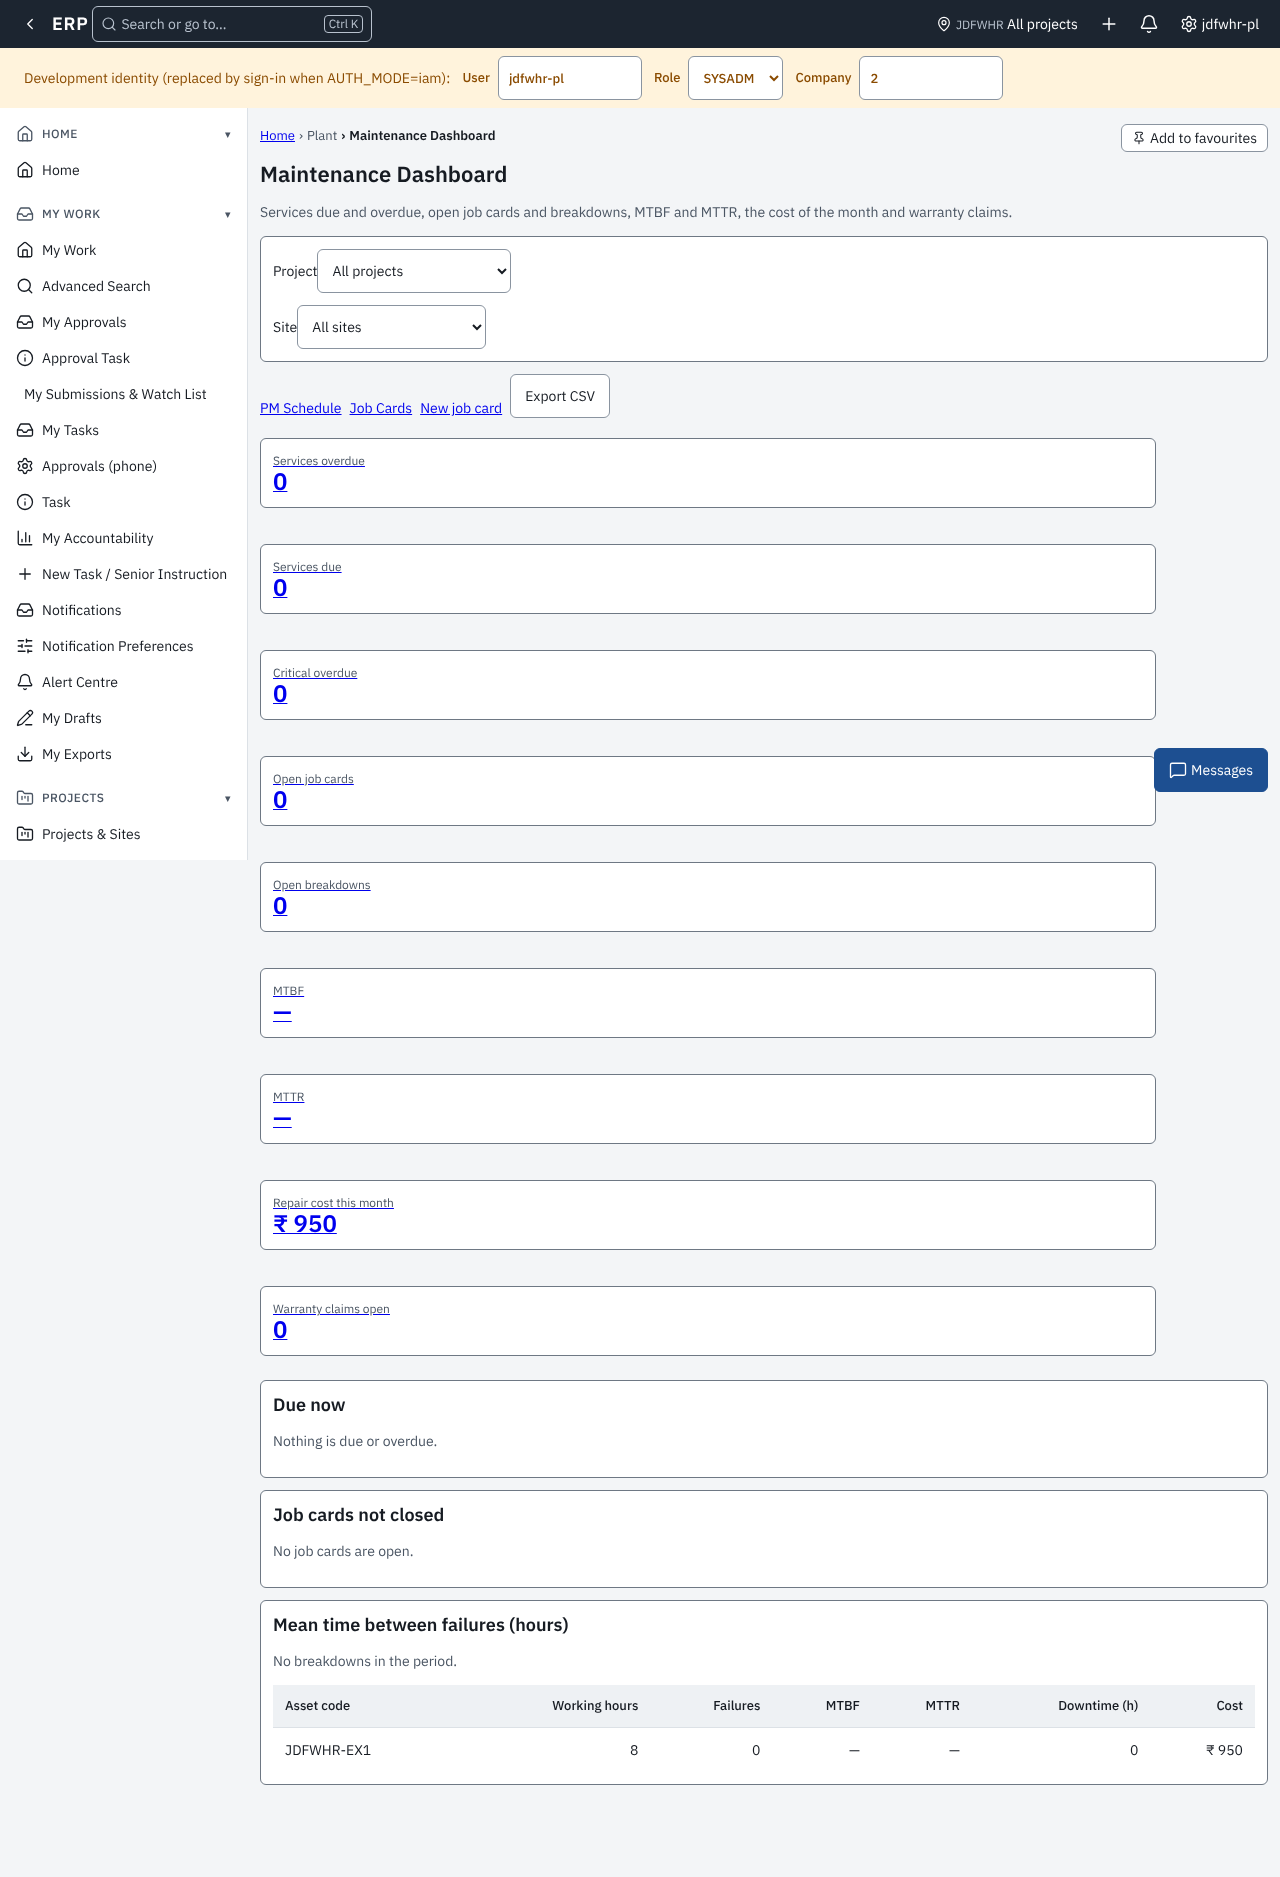 ERP Search or go to... Ctrl K JDFWHR All projects jdfwhr-pl
Development identity (replaced by sign-in when AUTH_MODE=iam): User jdfwhr-pl Role SYSADM Company 2
HOME
Home
MY WORK
My Work
Advanced Search
My Approvals
Approval Task
My Submissions & Watch List
My Tasks
Approvals (phone)
Task
My Accountability
New Task / Senior Instruction
Notifications
Notification Preferences
Alert Centre
My Drafts
My Exports
PROJECTS
Projects & Sites
Home › Plant › Maintenance Dashboard
Add to favourites
Maintenance Dashboard
Services due and overdue, open job cards and breakdowns, MTBF and MTTR, the cost of the month and warranty claims.
Project All projects
Site All sites
PM Schedule Job Cards New job card Export CSV
Services overdue
0
Services due
0
Critical overdue
0
Open job cards
0
Messages
Open breakdowns
0
MTBF
—
MTTR
—
Repair cost this month
₹ 950
Warranty claims open
0
Due now
Nothing is due or overdue.
Job cards not closed
No job cards are open.
Mean time between failures (hours)
No breakdowns in the period.
Asset code Working hours Failures MTBF MTTR Downtime (h) Cost
JDFWHR-EX1 8 0 — — 0 ₹ 950